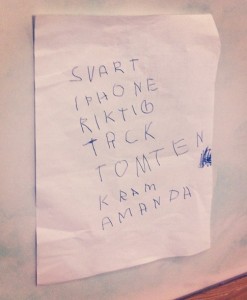 SVART
IPHONE
RIKTIG
TACK
TOMTEN
KRAM
AMANDA